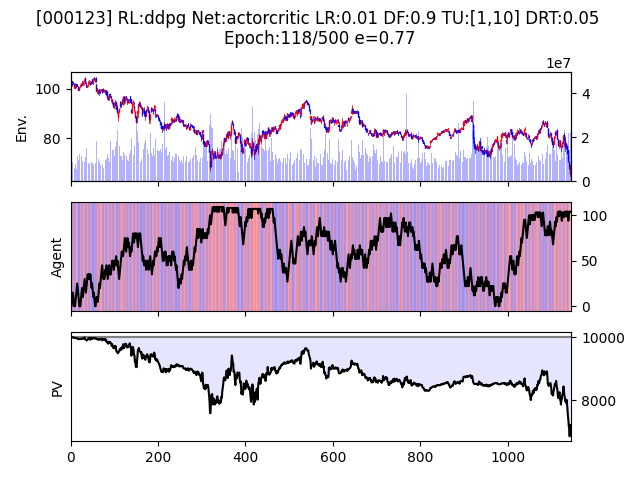 [000123] RL:ddpg Net:actorcritic LR:0.01 DF:0.9 TU:[1,10] DRT:0.05
Epoch:118/500 e=0.77
1e7
100
80
Env.
4
2
0
Agent
100
50
0
PV
10000
8000
0 200 400 600 800 1000